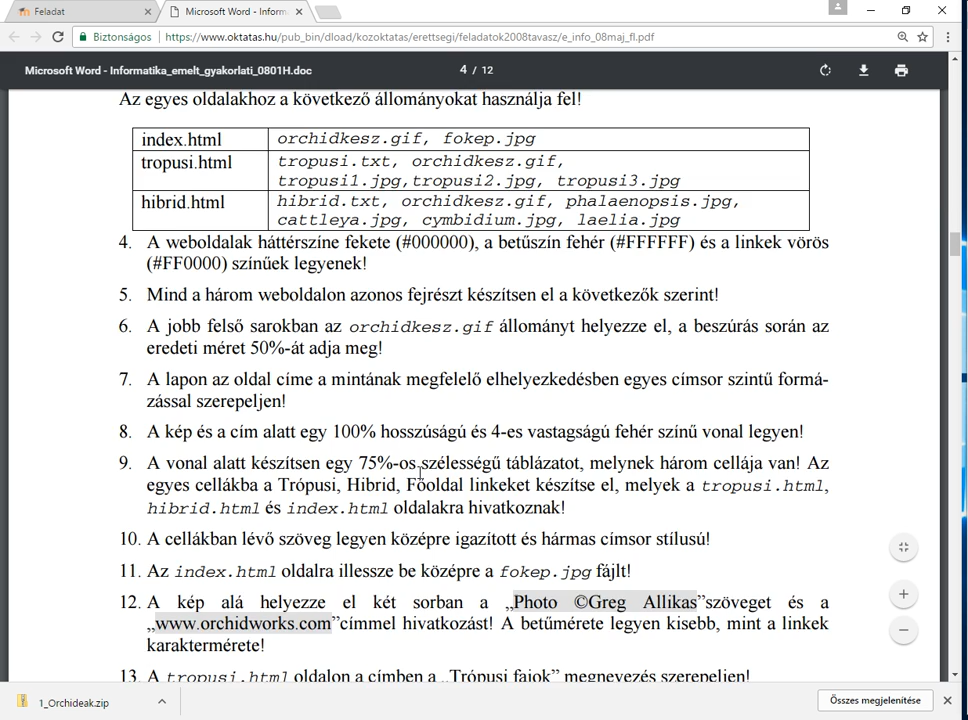 Feladat
Microsoft Word - Inform
Biztonságos
https://www.oktatas.hu/pub_bin/dload/kozoktatas/erettsegi/feladatok2008tavasz/e_info_08maj_fl.pdf
Microsoft Word - Informatika_emelt_gyakorlati_0801H.doc
4 / 12
Az egyes oldalakhoz a következő állományokat használja fel!
index.html orchidkesz.gif, fokep.jpg
tropusi.html tropusi.txt, orchidkesz.gif,
tropusi1.jpg,tropusi2.jpg, tropusi3.jpg
hibrid.html hibrid.txt, orchidkesz.gif, phalaenopsis.jpg,
cattleya.jpg, cymbidium.jpg, laelia.jpg
4. A weboldalak háttérszíne fekete (#000000), a betűszín fehér (#FFFFFF) és a linkek vörös
(#FF0000) színűek legyenek!
5. Mind a három weboldalon azonos fejrészt készítsen el a következők szerint!
6. A jobb felső sarokban az orchidkesz.gif állományt helyezze el, a beszúrás során az
eredeti méret 50%-át adja meg!
7. A lapon az oldal címe a mintának megfelelő elhelyezkedésben egyes címsor szintű formá-
zással szerepeljen!
8. A kép és a cím alatt egy 100% hosszúságú és 4-es vastagságú fehér színű vonal legyen!
9. A vonal alatt készítsen egy 75%-os szélességű táblázatot, melynek három cellája van! Az
egyes cellákba a Trópusi, Hibrid, Főoldal linkeket készítse el, melyek a tropusi.html,
hibrid.html és index.html oldalakra hivatkoznak!
10. A cellákban lévő szöveg legyen középre igazított és hármas címsor stílusú!
11. Az index.html oldalra illessze be középre a fokep.jpg fájlt!
12. A kép alá helyezze el két sorban a „Photo ©Greg Allikas”szöveget és a
„www.orchidworks.com”címmel hivatkozást! A betűmérete legyen kisebb, mint a linkek
karaktermérete!
13. A tropusi.html oldalon a címben a „Trópusi fajok” megnevezés szerepeljen!
1_Orchideak.zip
Összes megjelenítése